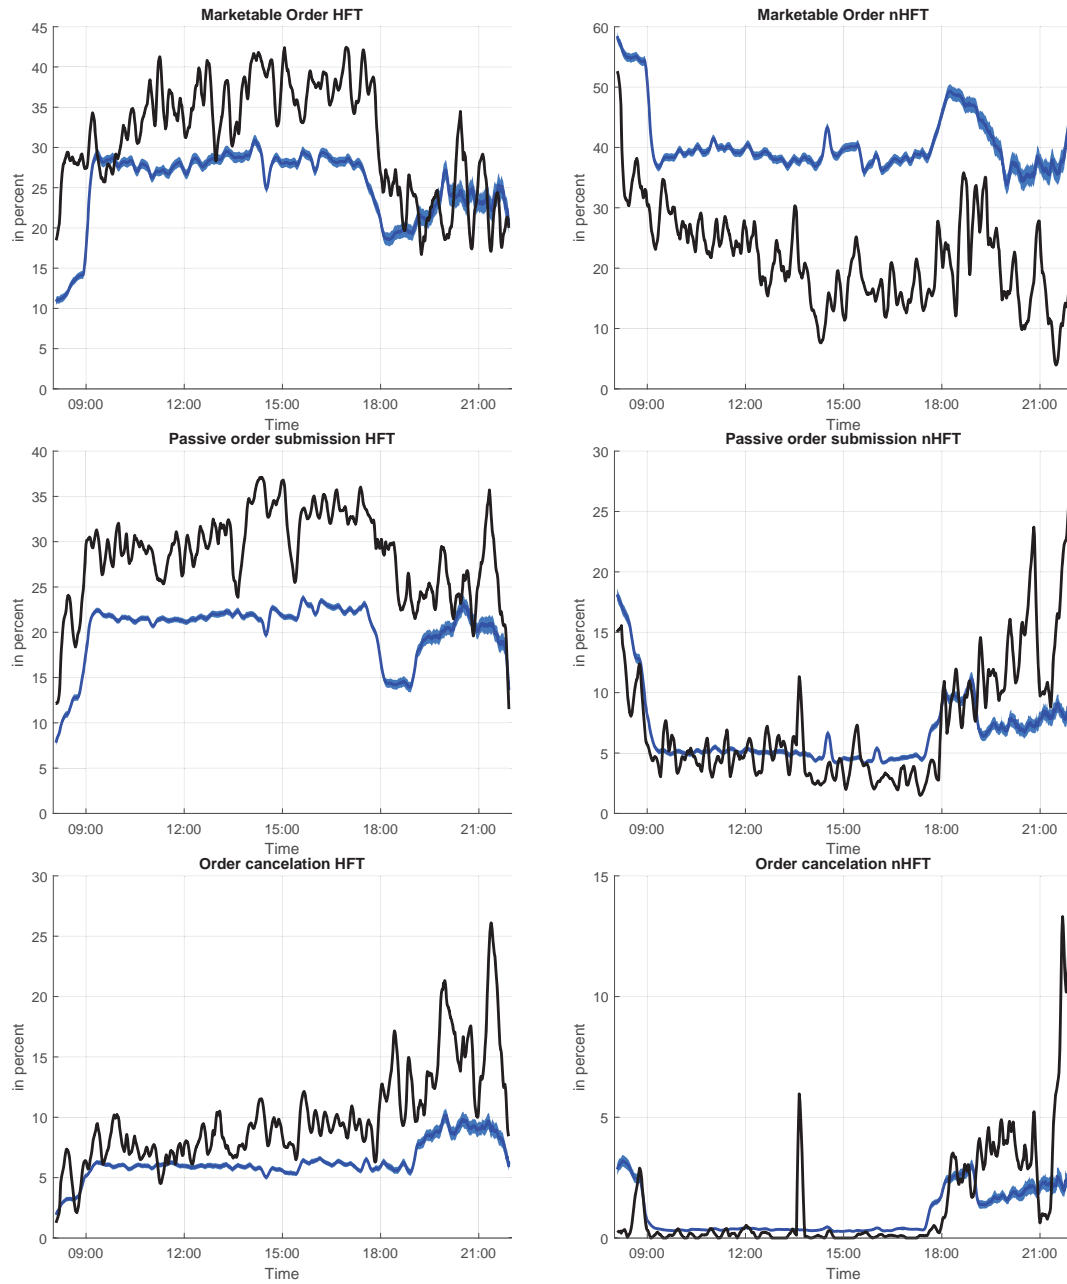 Marketable Order HFT
in percent
45
40
35
30
25
20
15
10
5
0
09:00 12:00 15:00 18:00 21:00
Time
Marketable Order nHFT
in percent
60
50
40
30
20
10
0
09:00 12:00 15:00 18:00 21:00
Time
Passive order submission HFT
in percent
40
35
30
25
20
15
10
5
0
09:00 12:00 15:00 18:00 21:00
Time
Passive order submission nHFT
in percent
30
25
20
15
10
5
0
09:00 12:00 15:00 18:00 21:00
Time
Order cancelation HFT
in percent
30
25
20
15
10
5
0
09:00 12:00 15:00 18:00 21:00
Time
Order cancelation nHFT
in percent
15
10
5
0
09:00 12:00 15:00 18:00 21:00
Time